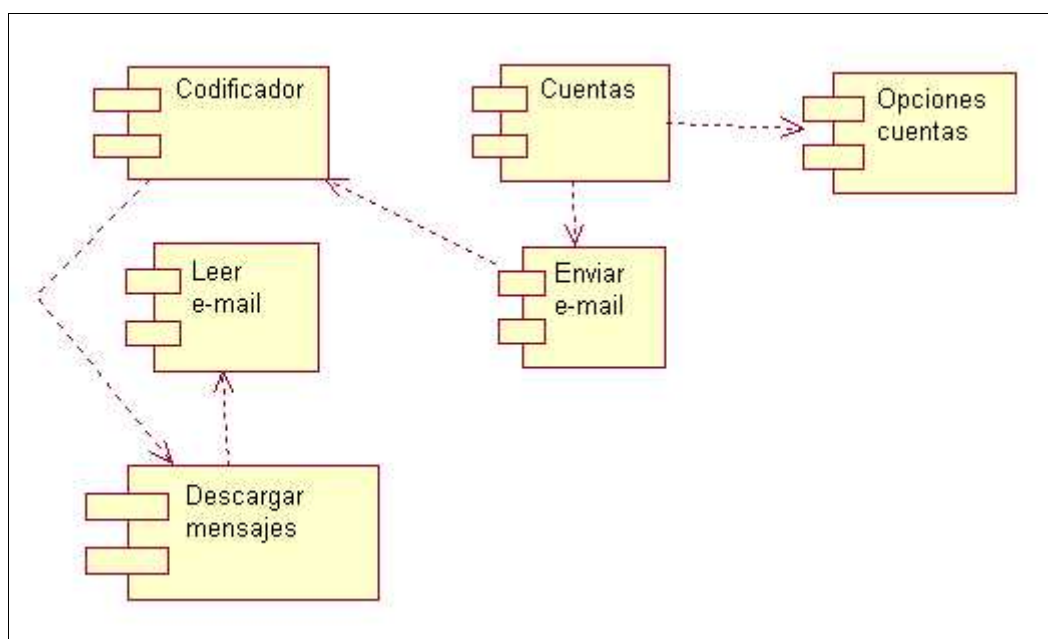 Codificador
Cuentas
Opciones
cuentas
Leer
e-mail
Enviar
e-mail
Descargar
mensajes